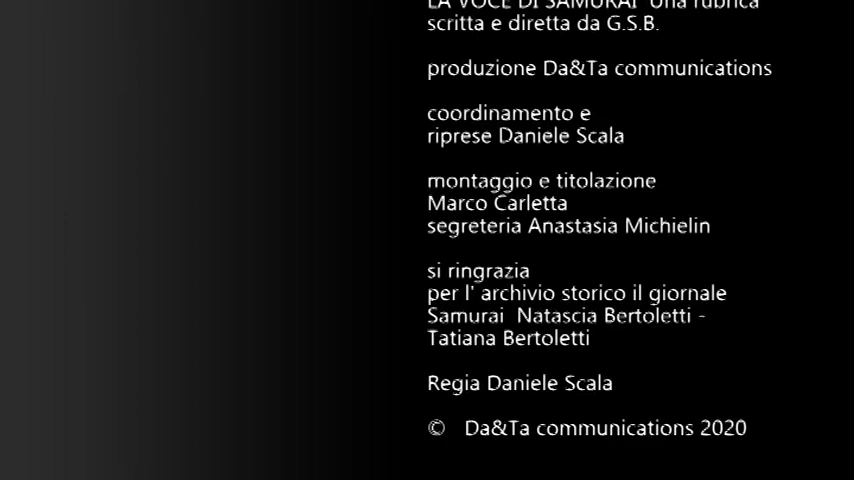 LA VOCE DI SAMURAI Una rubrica
scritta e diretta da G.S.B.
produzione Da&Ta communications
coordinamento e
riprese Daniele Scala
montaggio e titolazione
Marco Carletta
segreteria Anastasia Michielin
si ringrazia
per l' archivio storico il giornale
Samurai Natascia Bertoletti -
Tatiana Bertoletti
Regia Daniele Scala
© Da&Ta communications 2020